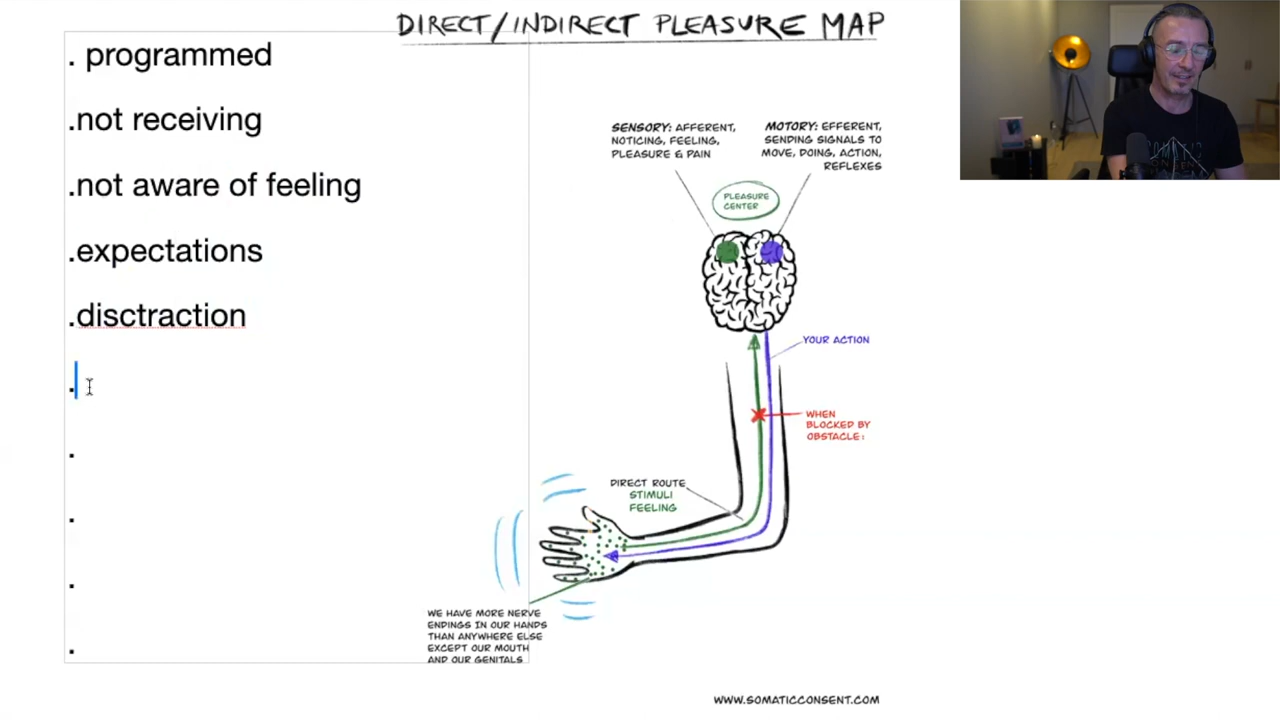 DIRECT/INDIRECT PLEASURE MAP
. programmed
.not receiving
.not aware of feeling
.expectations
.disctraction
.
.
.
.
.
SENSORY: AFFERENT,
NOTICING, FEELING,
PLEASURE & PAIN
MOTORY: EFFERENT,
SENDING SIGNALS TO
MOVE, DOING, ACTION,
REFLEXES
PLEASURE
CENTER
YOUR ACTION
WHEN
BLOCKED BY
OBSTACLE:
DIRECT ROUTE
STIMULI
FEELING
WE HAVE MORE NERVE
ENDINGS IN OUR HANDS
THAN ANYWHERE ELSE
EXCEPT OUR MOUTH
AND OUR GENITALS
WWW.SOMATICCONSENT.COM
SOMATIC
CONSENT